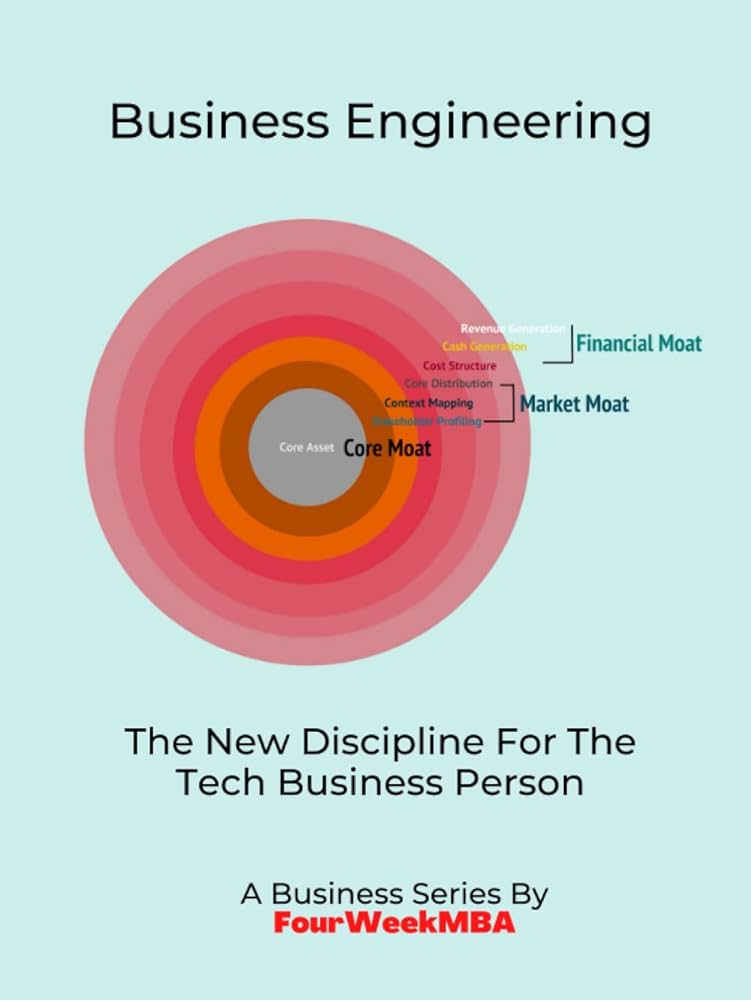 Business Engineering
Revenue Generation
Cash Generation
Financial Moat
Cost Structure
Core Distribution
Context Mapping
Market Moat
Stakeholder Profiling
Core Asset
Core Moat
The New Discipline For The
Tech Business Person
A Business Series By
FourWeekMBA